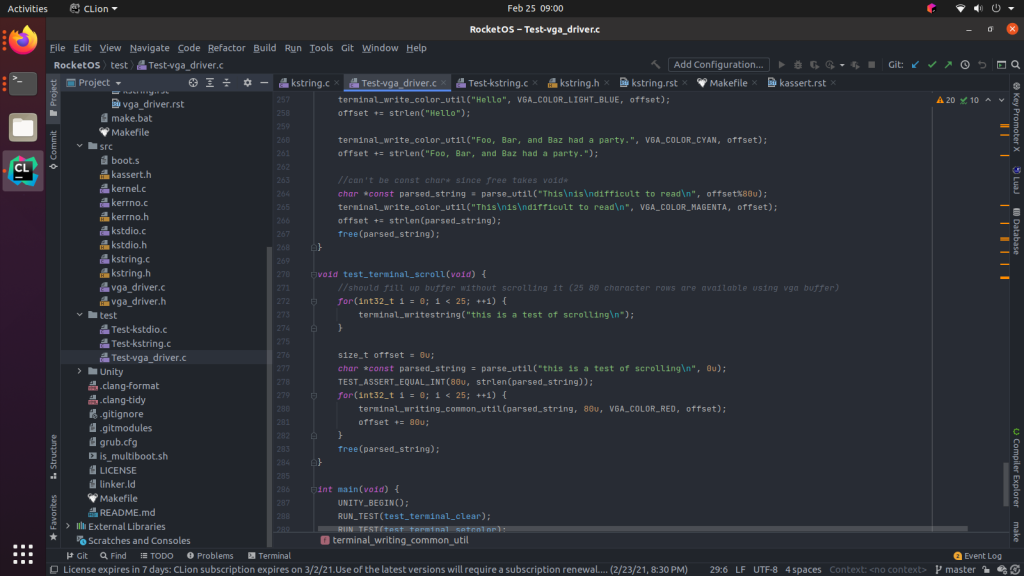 Activities CLion Feb 25 09:00
RocketOS – Test-vga_driver.c
File Edit View Navigate Code Refactor Build Run Tools Git Window Help
RocketOS test Test-vga_driver.c Add Configuration... Git:
Project kstring.c Test-vga_driver.c Test-kstring.c kstring.h kstring.rst Makefile kassert.rst
20 10
vga_driver.rst
make.bat
Makefile
src
boot.s
kassert.h
kernel.c
kerrno.c
kerrno.h
kstdio.c
kstdio.h
kstring.c
kstring.h
vga_driver.c
vga_driver.h
test
Test-kstdio.c
Test-kstring.c
Test-vga_driver.c
Unity
.clang-format
.clang-tidy
.gitignore
.gitmodules
grub.cfg
is_multiboot.sh
LICENSE
linker.ld
Makefile
README.md
External Libraries
Scratches and Consoles
257 terminal_write_color_util("Hello", VGA_COLOR_LIGHT_BLUE, offset);
258 offset += strlen("Hello");
259
260 terminal_write_color_util("Foo, Bar, and Baz had a party.", VGA_COLOR_CYAN, offset);
261 offset += strlen("Foo, Bar, and Baz had a party.");
262
263 //can't be const char* since free takes void*
264 char *const parsed_string = parse_util("This\nis\ndifficult to read\n", offset%80u);
265 terminal_write_color_util("This\nis\ndifficult to read\n", VGA_COLOR_MAGENTA, offset);
266 offset += strlen(parsed_string);
267 free(parsed_string);
268 }
269
270 void test_terminal_scroll(void) {
271 //should fill up buffer without scrolling it (25 80 character rows are available using vga buffer)
272 for(int32_t i = 0; i < 25; ++i) {
273 terminal_writestring("this is a test of scrolling\n");
274 }
275
276 size_t offset = 0u;
277 char *const parsed_string = parse_util("this is a test of scrolling\n", 0u);
278 TEST_ASSERT_EQUAL_INT(80u, strlen(parsed_string));
279 for(int32_t i = 0; i < 25; ++i) {
280 terminal_writing_common_util(parsed_string, 80u, VGA_COLOR_RED, offset);
281 offset += 80u;
282 }
283 free(parsed_string);
284 }
285
286 int main(void) {
287 UNITY_BEGIN();
288 RUN_TEST(test_terminal_clear);
289 RUN_TEST(test_terminal_setcolor);
terminal_writing_common_util
Project
Commit
Structure
Favorites
Key Promoter X
LuaJ
Database
Compiler Explorer
make
Git Find TODO Problems Terminal 2 Event Log
License expires in 7 days: CLion subscription expires on 3/2/21.Use of the latest versions will require a subscription renewal.... (2/23/21, 8:30 PM) 29:6 LF UTF-8 4 spaces Context: <no context> master